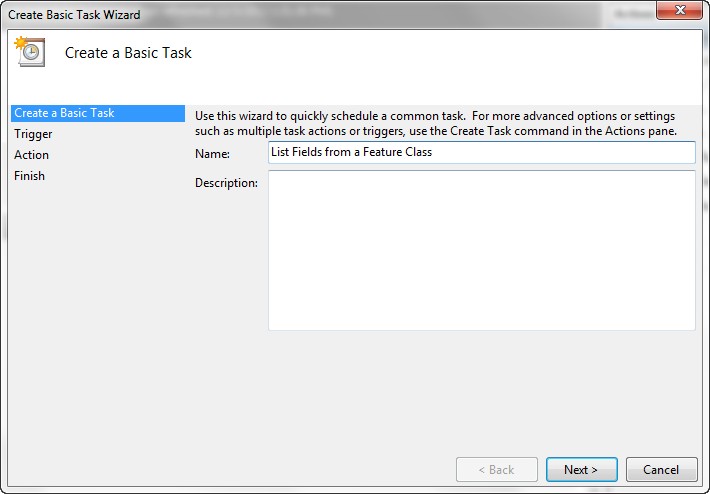 Create Basic Task Wizard
Create a Basic Task
Create a Basic Task
Trigger
Action
Finish
Use this wizard to quickly schedule a common task.  For more advanced options or settings
such as multiple task actions or triggers, use the Create Task command in the Actions pane.
Name:
List Fields from a Feature Class
Description:
< Back
Next >
Cancel